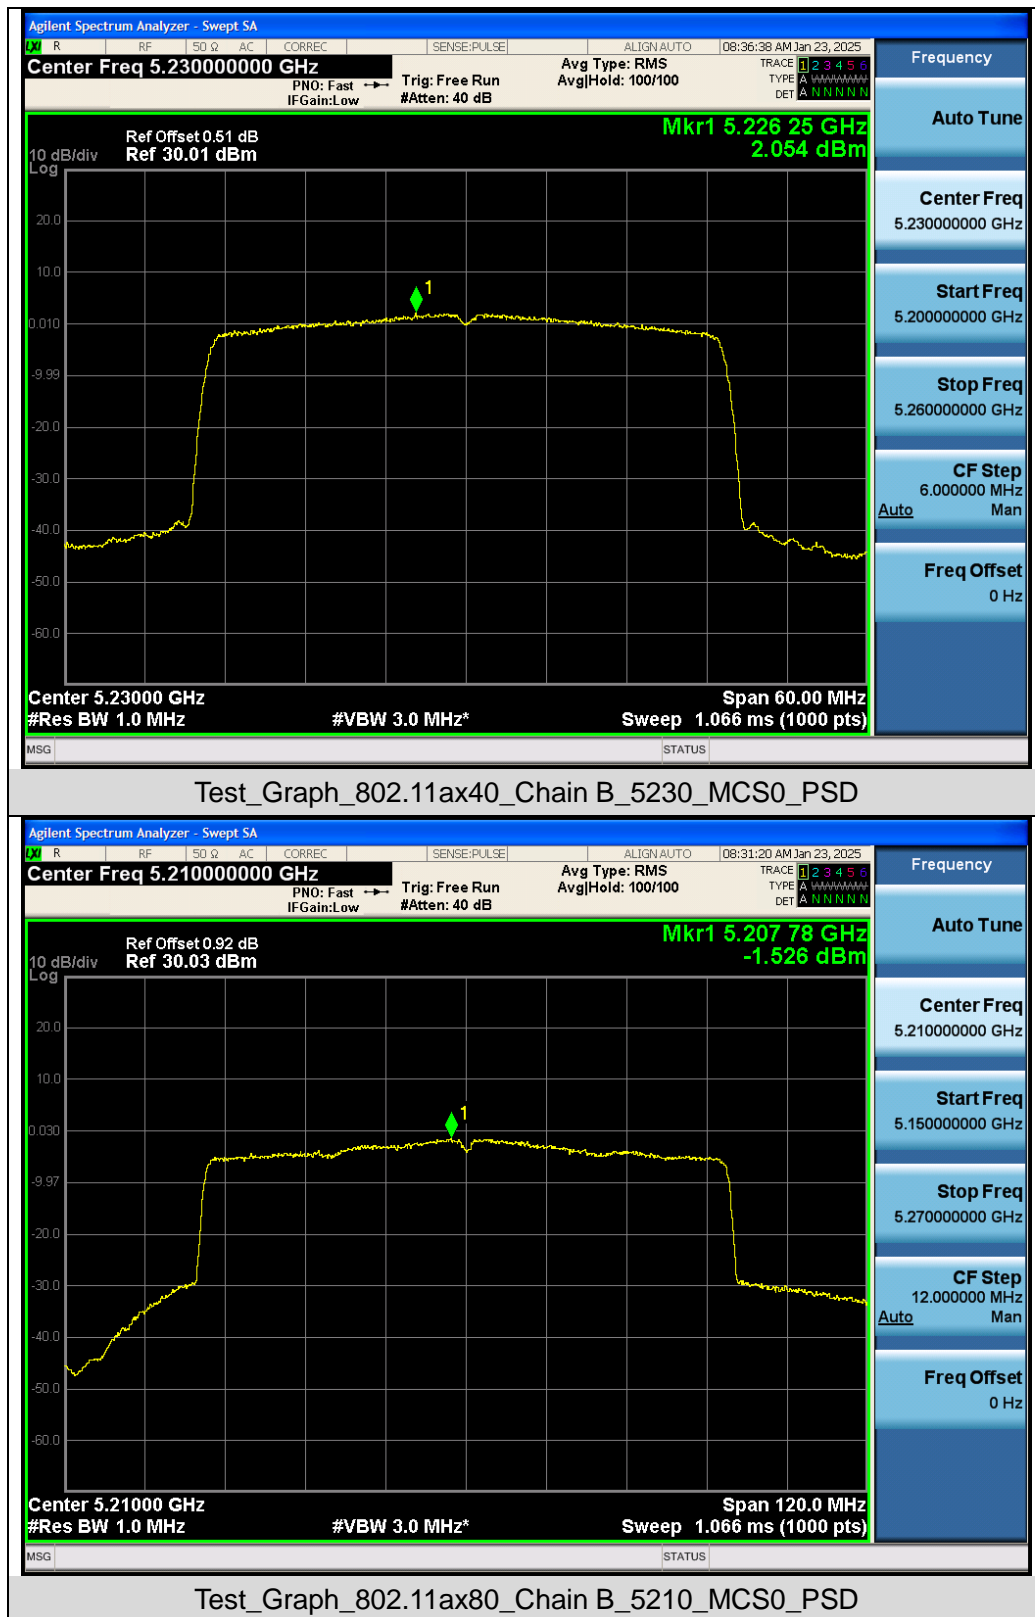 Agilent Spectrum Analyzer - Swept SA
LXI R RF 50 Ω AC CORREC SENSE:PULSE ALIGN AUTO 08:36:38 AM Jan 23, 2025
Center Freq 5.230000000 GHz
PNO: Fast
IFGain:Low
Trig: Free Run
#Atten: 40 dB
Avg Type: RMS
Avg|Hold: 100/100
TRACE 1 2 3 4 5 6
TYPE A WWWWW
DET A N N N N N
Frequency
Ref Offset 0.51 dB
10 dB/div Ref 30.01 dBm
Log
Mkr1 5.226 25 GHz
2.054 dBm
20.0
10.0
0.010
-9.99
-20.0
-30.0
-40.0
-50.0
-60.0
1
Center 5.23000 GHz Span 60.00 MHz
#Res BW 1.0 MHz #VBW 3.0 MHz* Sweep 1.066 ms (1000 pts)
Auto Tune
Center Freq
5.230000000 GHz
Start Freq
5.200000000 GHz
Stop Freq
5.260000000 GHz
CF Step
6.000000 MHz
Auto Man
Freq Offset
0 Hz
MSG STATUS
Test_Graph_802.11ax40_Chain B_5230_MCS0_PSD
Agilent Spectrum Analyzer - Swept SA
LXI R RF 50 Ω AC CORREC SENSE:PULSE ALIGN AUTO 08:31:20 AM Jan 23, 2025
Center Freq 5.210000000 GHz
PNO: Fast
IFGain:Low
Trig: Free Run
#Atten: 40 dB
Avg Type: RMS
Avg|Hold: 100/100
TRACE 1 2 3 4 5 6
TYPE A WWWWW
DET A N N N N N
Frequency
Ref Offset 0.92 dB
10 dB/div Ref 30.03 dBm
Log
Mkr1 5.207 78 GHz
-1.526 dBm
20.0
10.0
0.030
-9.97
-20.0
-30.0
-40.0
-50.0
-60.0
1
Center 5.21000 GHz Span 120.0 MHz
#Res BW 1.0 MHz #VBW 3.0 MHz* Sweep 1.066 ms (1000 pts)
Auto Tune
Center Freq
5.210000000 GHz
Start Freq
5.150000000 GHz
Stop Freq
5.270000000 GHz
CF Step
12.000000 MHz
Auto Man
Freq Offset
0 Hz
MSG STATUS
Test_Graph_802.11ax80_Chain B_5210_MCS0_PSD